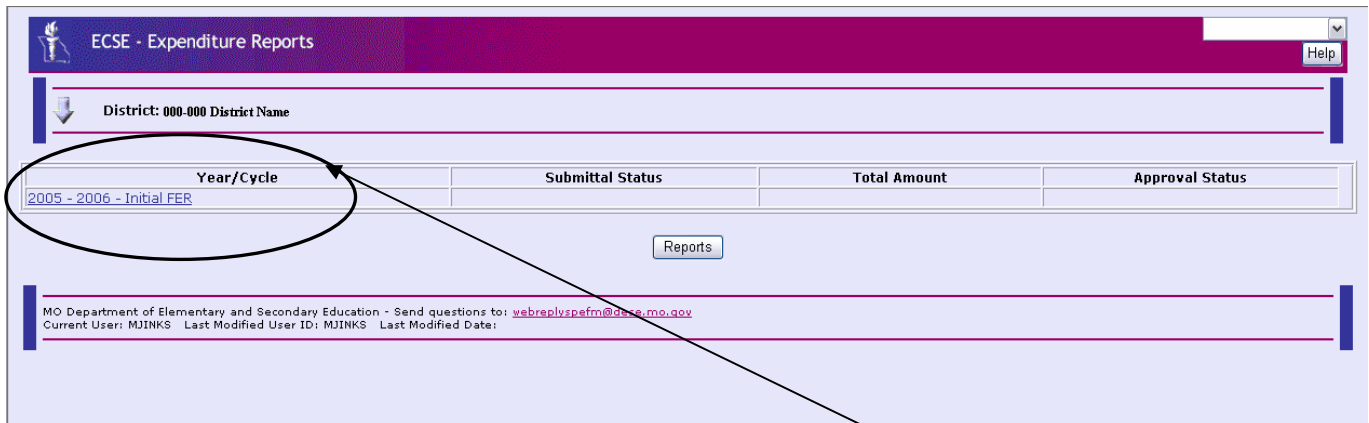 ECSE - Expenditure Reports
Help
District: 000-000 District Name
Year/Cycle Submittal Status Total Amount Approval Status
2005 - 2006 - Initial FER
Reports
MO Department of Elementary and Secondary Education - Send questions to: webreplyspefm@dese.mo.gov
Current User: MJINKS Last Modified User ID: MJINKS Last Modified Date: